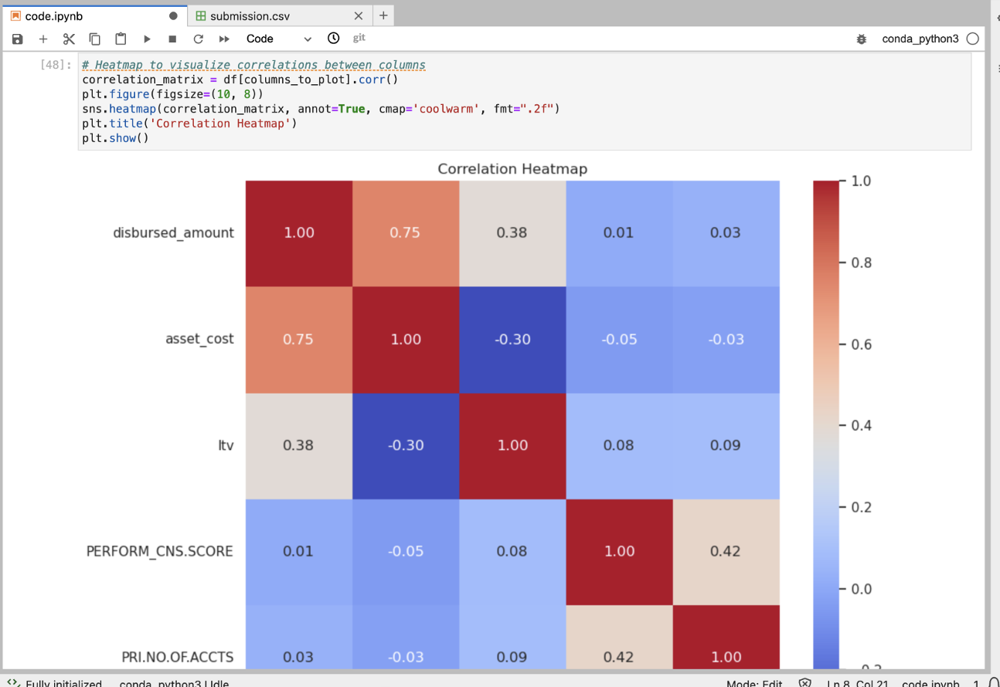 code.ipynb
submission.csv
Code
git
conda_python3
[48]:
# Heatmap to visualize correlations between columns
correlation_matrix = df[columns_to_plot].corr()
plt.figure(figsize=(10, 8))
sns.heatmap(correlation_matrix, annot=True, cmap='coolwarm', fmt=".2f")
plt.title('Correlation Heatmap')
plt.show()
Correlation Heatmap
disbursed_amount 1.00 0.75 0.38 0.01 0.03
asset_cost 0.75 1.00 -0.30 -0.05 -0.03
ltv 0.38 -0.30 1.00 0.08 0.09
PERFORM_CNS.SCORE 0.01 -0.05 0.08 1.00 0.42
PRI.NO.OF.ACCTS 0.03 -0.03 0.09 0.42 1.00
1.0
0.8
0.6
0.4
0.2
0.0
Fully initialized conda_python3 | Idle Mode: Edit Ln 8, Col 21 code.ipynb 1